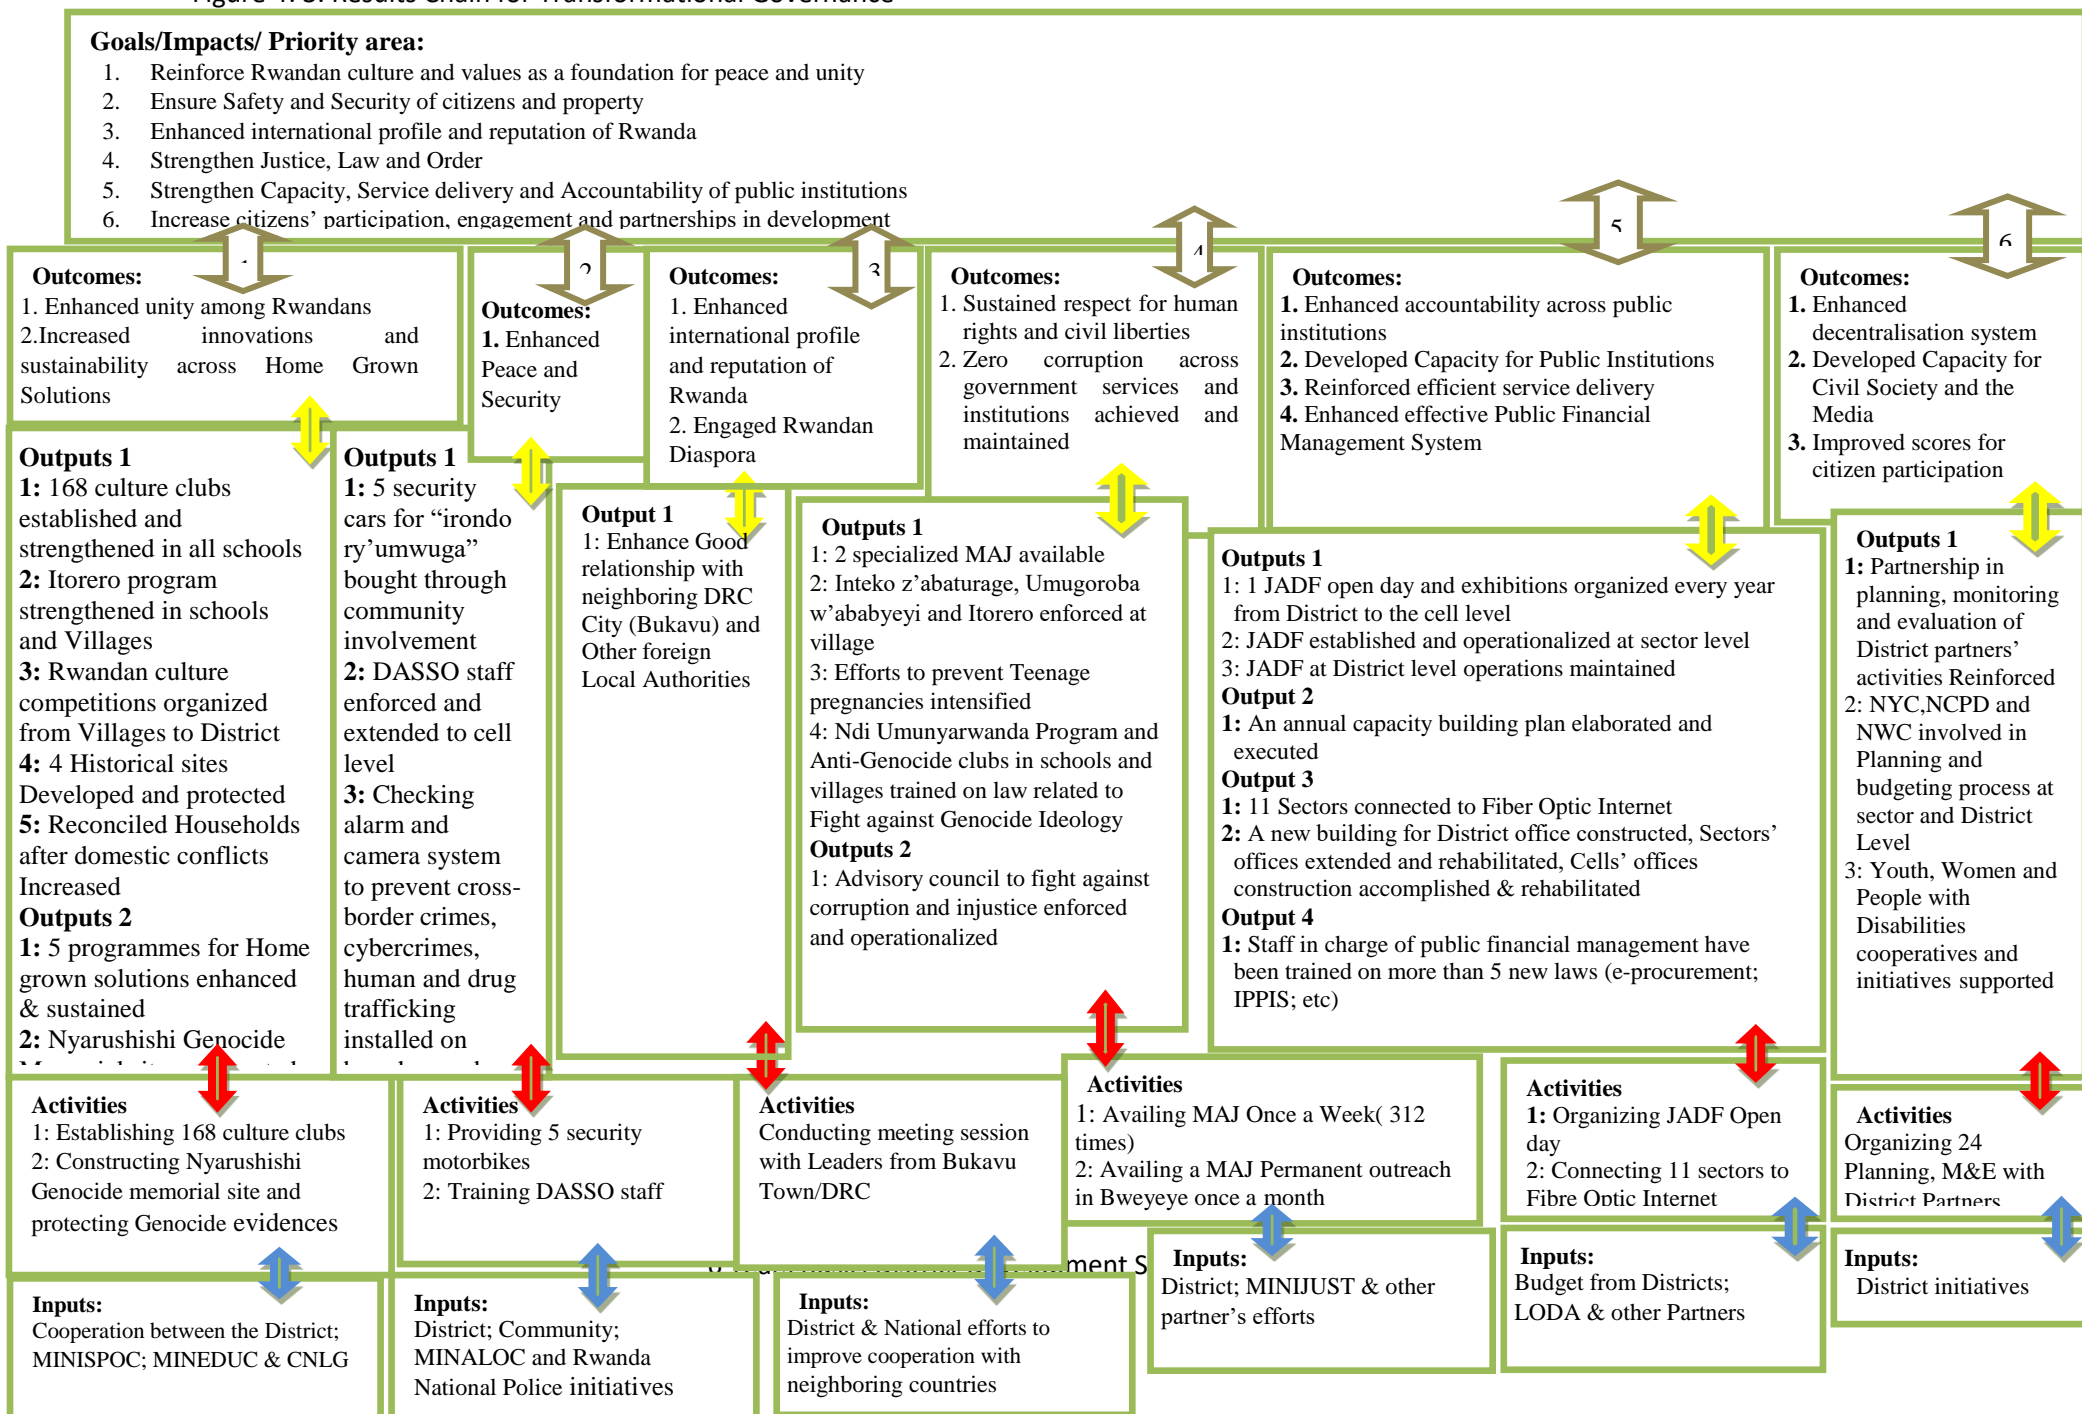 Figure 4. 3: Results Chain for Transformational Governance
Goals/Impacts/ Priority area:
1. Reinforce Rwandan culture and values as a foundation for peace and unity
2. Ensure Safety and Security of citizens and property
3. Enhanced international profile and reputation of Rwanda
4. Strengthen Justice, Law and Order
5. Strengthen Capacity, Service delivery and Accountability of public institutions
6. Increase citizens’ participation, engagement and partnerships in development
2
3
4
5
6
Outcomes:
1. Enhanced unity among Rwandans
2.Increased innovations and
sustainability across Home Grown
Solutions
Outcomes:
1. Enhanced
Peace and
Security
Outcomes:
1. Enhanced
international profile
and reputation of
Rwanda
2. Engaged Rwandan
Diaspora
Outcomes:
1. Sustained respect for human
rights and civil liberties
2. Zero corruption across
government services and
institutions achieved and
maintained
Outcomes:
1. Enhanced accountability across public
institutions
2. Developed Capacity for Public Institutions
3. Reinforced efficient service delivery
4. Enhanced effective Public Financial
Management System
Outcomes:
1. Enhanced
decentralisation system
2. Developed Capacity for
Civil Society and the
Media
3. Improved scores for
citizen participation
Outputs 1
1: 168 culture clubs
established and
strengthened in all schools
2: Itorero program
strengthened in schools
and Villages
3: Rwandan culture
competitions organized
from Villages to District
4: 4 Historical sites
Developed and protected
5: Reconciled Households
after domestic conflicts
Increased
Outputs 2
1: 5 programmes for Home
grown solutions enhanced
& sustained
2: Nyarushishi Genocide
Outputs 1
1: 5 security
cars for “irondo
ry’umwuga”
bought through
community
involvement
2: DASSO staff
enforced and
extended to cell
level
3: Checking
alarm and
camera system
to prevent cross-
border crimes,
cybercrimes,
human and drug
trafficking
installed on
Output 1
1: Enhance Good
relationship with
neighboring DRC
City (Bukavu) and
Other foreign
Local Authorities
Outputs 1
1: 2 specialized MAJ available
2: Inteko z’abaturage, Umugoroba
w’ababyeyi and Itorero enforced at
village
3: Efforts to prevent Teenage
pregnancies intensified
4: Ndi Umunyarwanda Program and
Anti-Genocide clubs in schools and
villages trained on law related to
Fight against Genocide Ideology
Outputs 2
1: Advisory council to fight against
corruption and injustice enforced
and operationalized
Outputs 1
1: 1 JADF open day and exhibitions organized every year
from District to the cell level
2: JADF established and operationalized at sector level
3: JADF at District level operations maintained
Output 2
1: An annual capacity building plan elaborated and
executed
Output 3
1: 11 Sectors connected to Fiber Optic Internet
2: A new building for District office constructed, Sectors’
offices extended and rehabilitated, Cells’ offices
construction accomplished & rehabilitated
Output 4
1: Staff in charge of public financial management have
been trained on more than 5 new laws (e-procurement;
IPPIS; etc)
Outputs 1
1: Partnership in
planning, monitoring
and evaluation of
District partners’
activities Reinforced
2: NYC,NCPD and
NWC involved in
Planning and
budgeting process at
sector and District
Level
3: Youth, Women and
People with
Disabilities
cooperatives and
initiatives supported
Activities
1: Establishing 168 culture clubs
2: Constructing Nyarushishi
Genocide memorial site and
protecting Genocide evidences
Activities
1: Providing 5 security
motorbikes
2: Training DASSO staff
Activities
Conducting meeting session
with Leaders from Bukavu
Town/DRC
Activities
1: Availing MAJ Once a Week( 312
times)
2: Availing a MAJ Permanent outreach
in Bweyeye once a month
Activities
1: Organizing JADF Open
day
2: Connecting 11 sectors to
Fibre Optic Internet
Activities
Organizing 24
Planning, M&E with
District Partners
Inputs:
Cooperation between the District;
MINISPOC; MINEDUC & CNLG
Inputs:
District; Community;
MINALOC and Rwanda
National Police initiatives
Inputs:
District & National efforts to
improve cooperation with
neighboring countries
Inputs:
District; MINIJUST & other
partner’s efforts
Inputs:
Budget from Districts;
LODA & other Partners
Inputs:
District initiatives